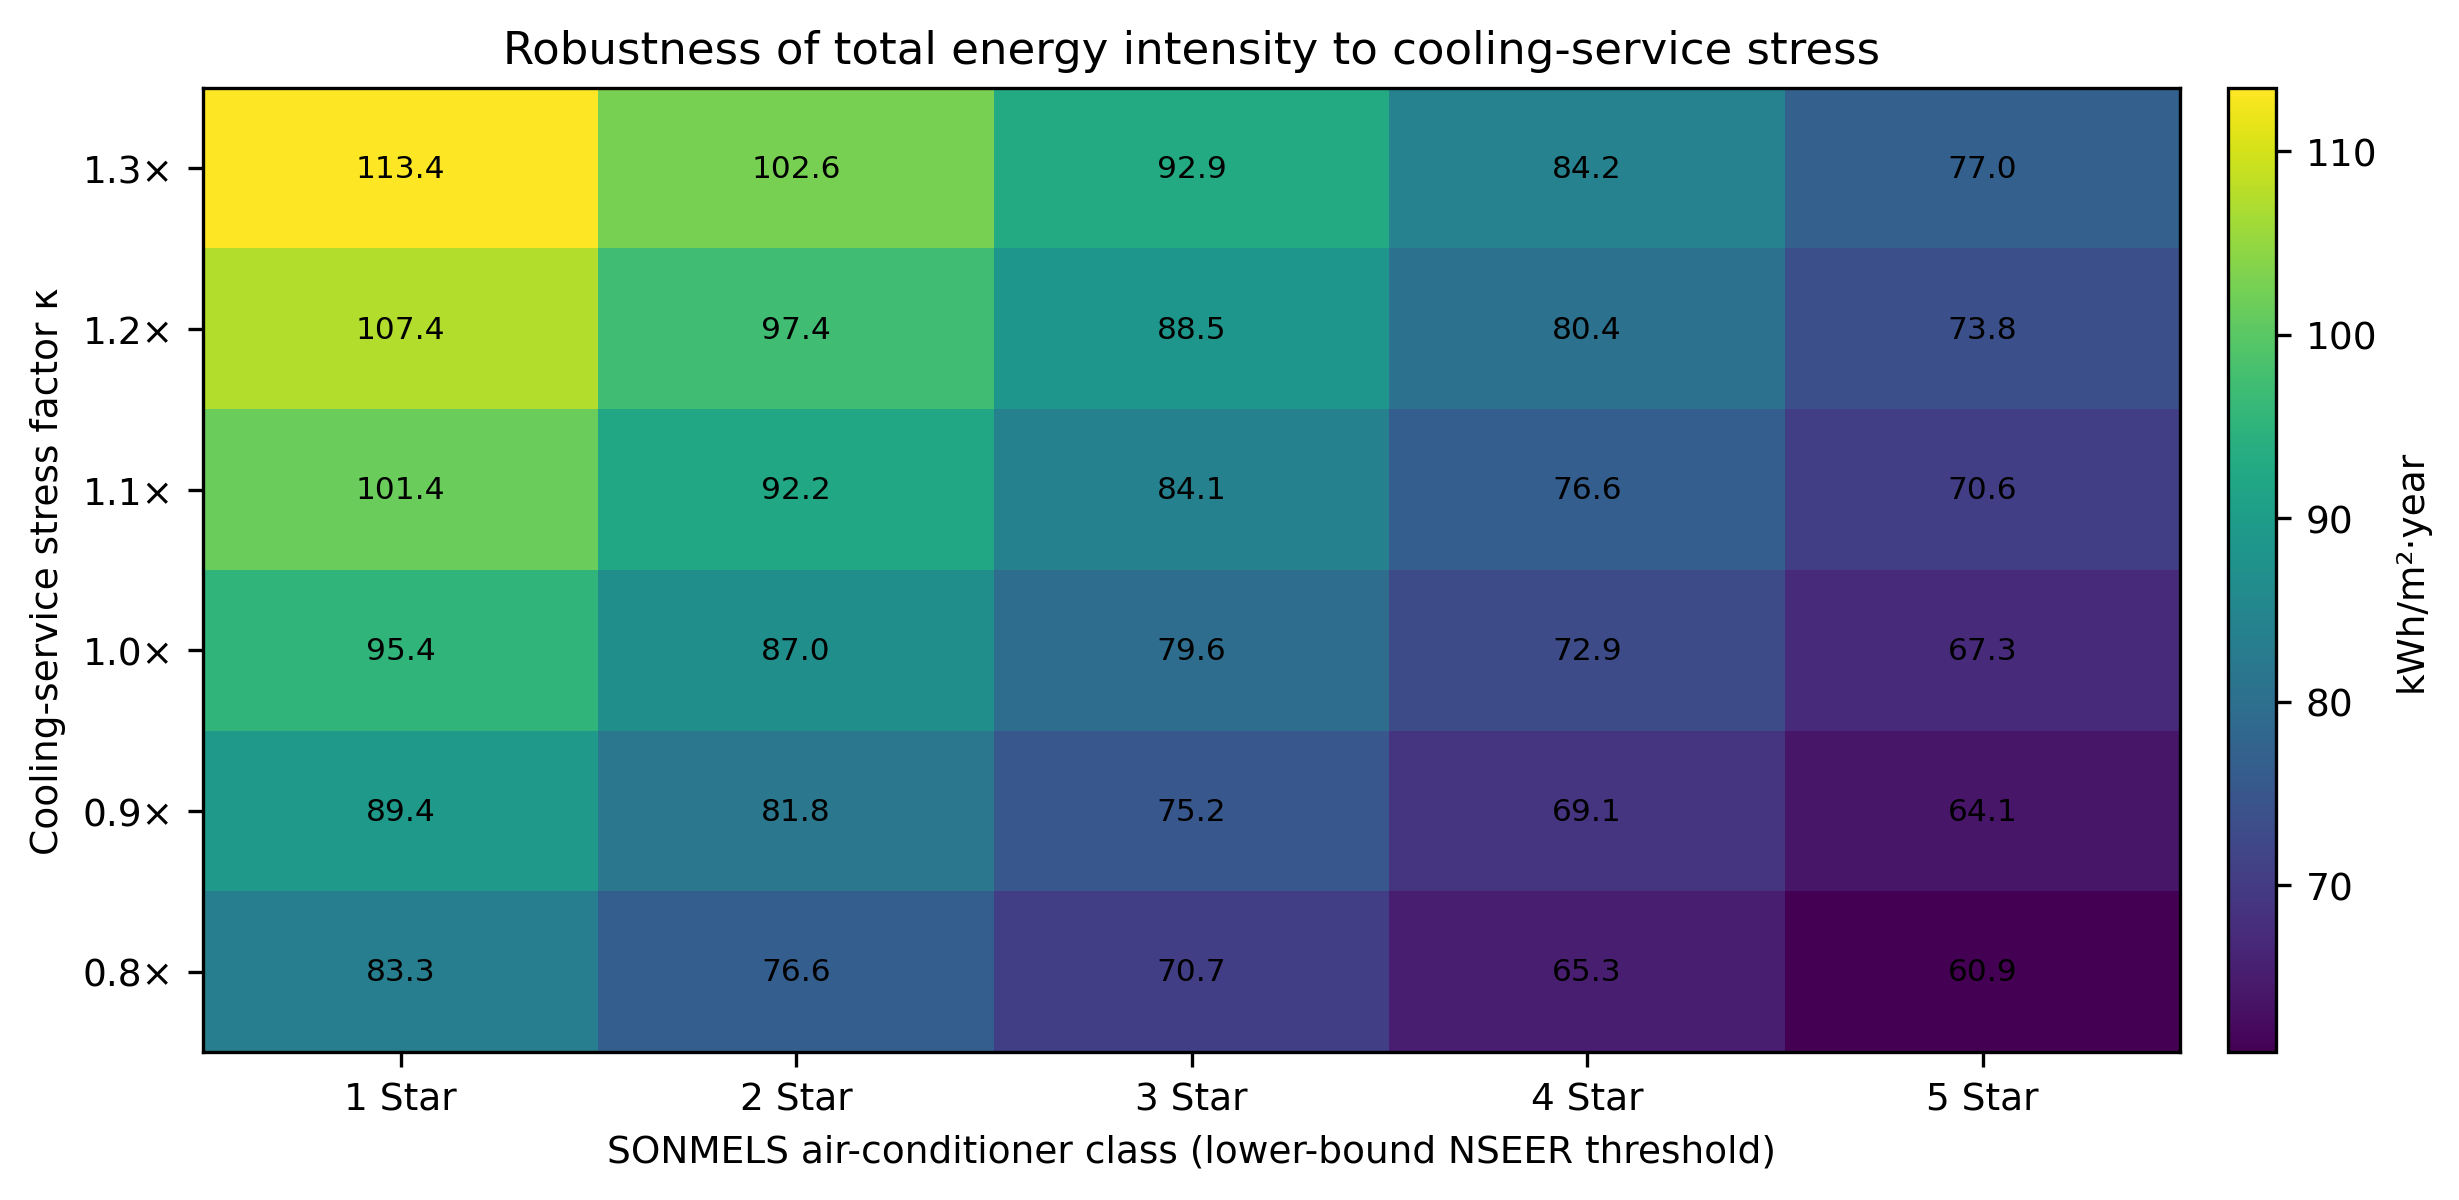 Robustness of total energy intensity to cooling-service stress
Cooling-service stress factor κ
1.3× 113.4 102.6 92.9 84.2 77.0
1.2× 107.4 97.4 88.5 80.4 73.8
1.1× 101.4 92.2 84.1 76.6 70.6
1.0× 95.4 87.0 79.6 72.9 67.3
0.9× 89.4 81.8 75.2 69.1 64.1
0.8× 83.3 76.6 70.7 65.3 60.9
1 Star 2 Star 3 Star 4 Star 5 Star
SONMELS air-conditioner class (lower-bound NSEER threshold)
110
100
90
80
70
kWh/m²·year